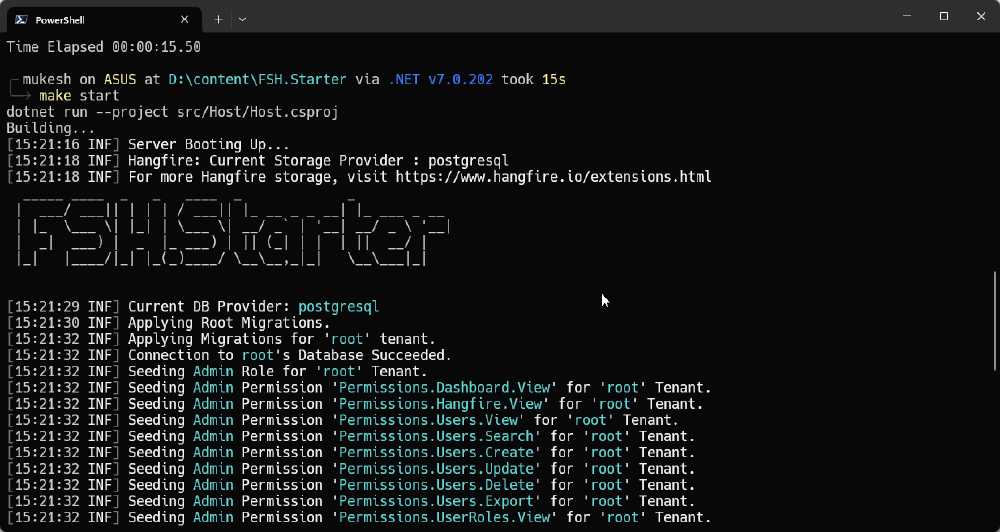 PowerShell
Time Elapsed 00:00:15.50
mukesh on ASUS at D:\content\FSH.Starter via .NET v7.0.202 took 15s
make start
dotnet run --project src/Host/Host.csproj
Building...
[15:21:16 INF] Server Booting Up...
[15:21:18 INF] Hangfire: Current Storage Provider : postgresql
[15:21:18 INF] For more Hangfire storage, visit https://www.hangfire.io/extensions.html
FSH.Starter
[15:21:29 INF] Current DB Provider: postgresql
[15:21:30 INF] Applying Root Migrations.
[15:21:32 INF] Applying Migrations for 'root' tenant.
[15:21:32 INF] Connection to root's Database Succeeded.
[15:21:32 INF] Seeding Admin Role for 'root' Tenant.
[15:21:32 INF] Seeding Admin Permission 'Permissions.Dashboard.View' for 'root' Tenant.
[15:21:32 INF] Seeding Admin Permission 'Permissions.Hangfire.View' for 'root' Tenant.
[15:21:32 INF] Seeding Admin Permission 'Permissions.Users.View' for 'root' Tenant.
[15:21:32 INF] Seeding Admin Permission 'Permissions.Users.Search' for 'root' Tenant.
[15:21:32 INF] Seeding Admin Permission 'Permissions.Users.Create' for 'root' Tenant.
[15:21:32 INF] Seeding Admin Permission 'Permissions.Users.Update' for 'root' Tenant.
[15:21:32 INF] Seeding Admin Permission 'Permissions.Users.Delete' for 'root' Tenant.
[15:21:32 INF] Seeding Admin Permission 'Permissions.Users.Export' for 'root' Tenant.
[15:21:32 INF] Seeding Admin Permission 'Permissions.UserRoles.View' for 'root' Tenant.